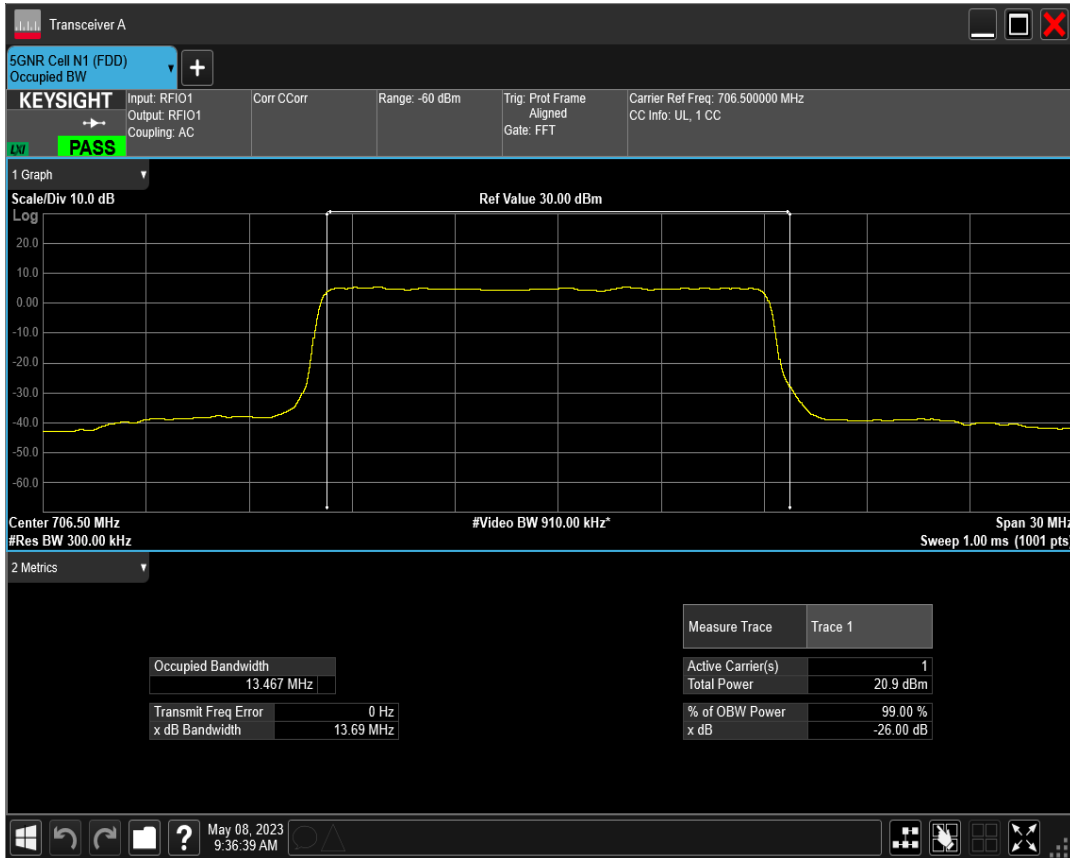 Transceiver A
5GNR Cell N1 (FDD)
Occupied BW
+
KEYSIGHT
LXI
PASS
Input: RFIO1
Output: RFIO1
Coupling: AC
Corr CCorr
Range: -60 dBm
Trig: Prot Frame
Aligned
Gate: FFT
Carrier Ref Freq: 706.500000 MHz
CC Info: UL, 1 CC
1 Graph
Scale/Div 10.0 dB
Ref Value 30.00 dBm
Log
20.0
10.0
0.00
-10.0
-20.0
-30.0
-40.0
-50.0
-60.0
Center 706.50 MHz
#Video BW 910.00 kHz*
Span 30 MHz
#Res BW 300.00 kHz
Sweep 1.00 ms (1001 pts)
2 Metrics
Measure Trace Trace 1
Occupied Bandwidth
13.467 MHz
Transmit Freq Error 0 Hz
x dB Bandwidth 13.69 MHz
Active Carrier(s) 1
Total Power 20.9 dBm
% of OBW Power 99.00 %
x dB -26.00 dB
?
May 08, 2023
9:36:39 AM